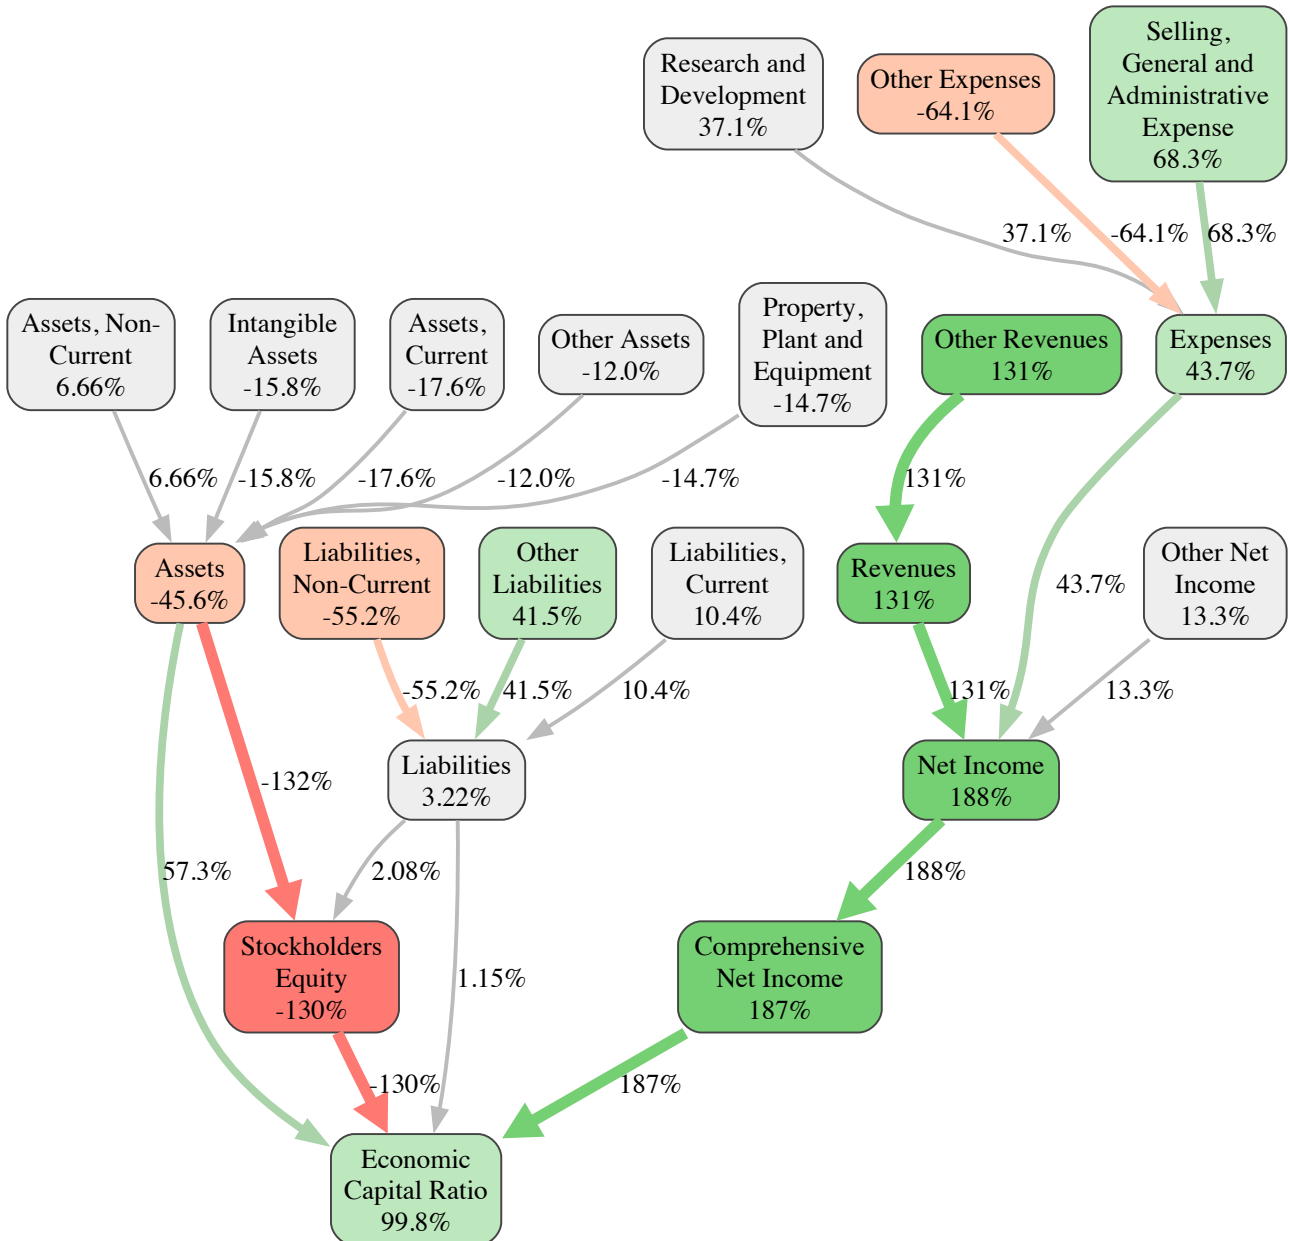 Selling,
General and
Administrative
Expense
68.3%
Research and
Development
37.1%
Other Expenses
-64.1%
37.1%
-64.1%
68.3%
Assets, Non-
Current
6.66%
Intangible
Assets
-15.8%
Assets,
Current
-17.6%
Other Assets
-12.0%
Property,
Plant and
Equipment
-14.7%
Other Revenues
131%
Expenses
43.7%
6.66%
-15.8%
-17.6%
-12.0%
-14.7%
131%
Assets
-45.6%
Liabilities,
Non-Current
-55.2%
Other
Liabilities
41.5%
Liabilities,
Current
10.4%
Revenues
131%
43.7%
Other Net
Income
13.3%
-55.2%
41.5%
10.4%
131%
13.3%
-132%
Liabilities
3.22%
Net Income
188%
57.3%
2.08%
188%
Stockholders
Equity
-130%
1.15%
Comprehensive
Net Income
187%
-130%
187%
Economic
Capital Ratio
99.8%